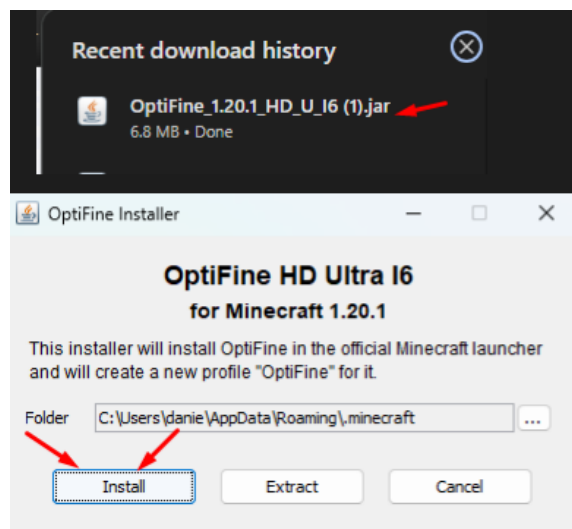 Recent download history
OptiFine_1.20.1_HD_U_I6 (1).jar
6.8 MB • Done
OptiFine Installer
OptiFine HD Ultra I6
for Minecraft 1.20.1
This installer will install OptiFine in the official Minecraft launcher
and will create a new profile "OptiFine" for it.
Folder C:\Users\danie\AppData\Roaming\.minecraft ...
Install Extract Cancel